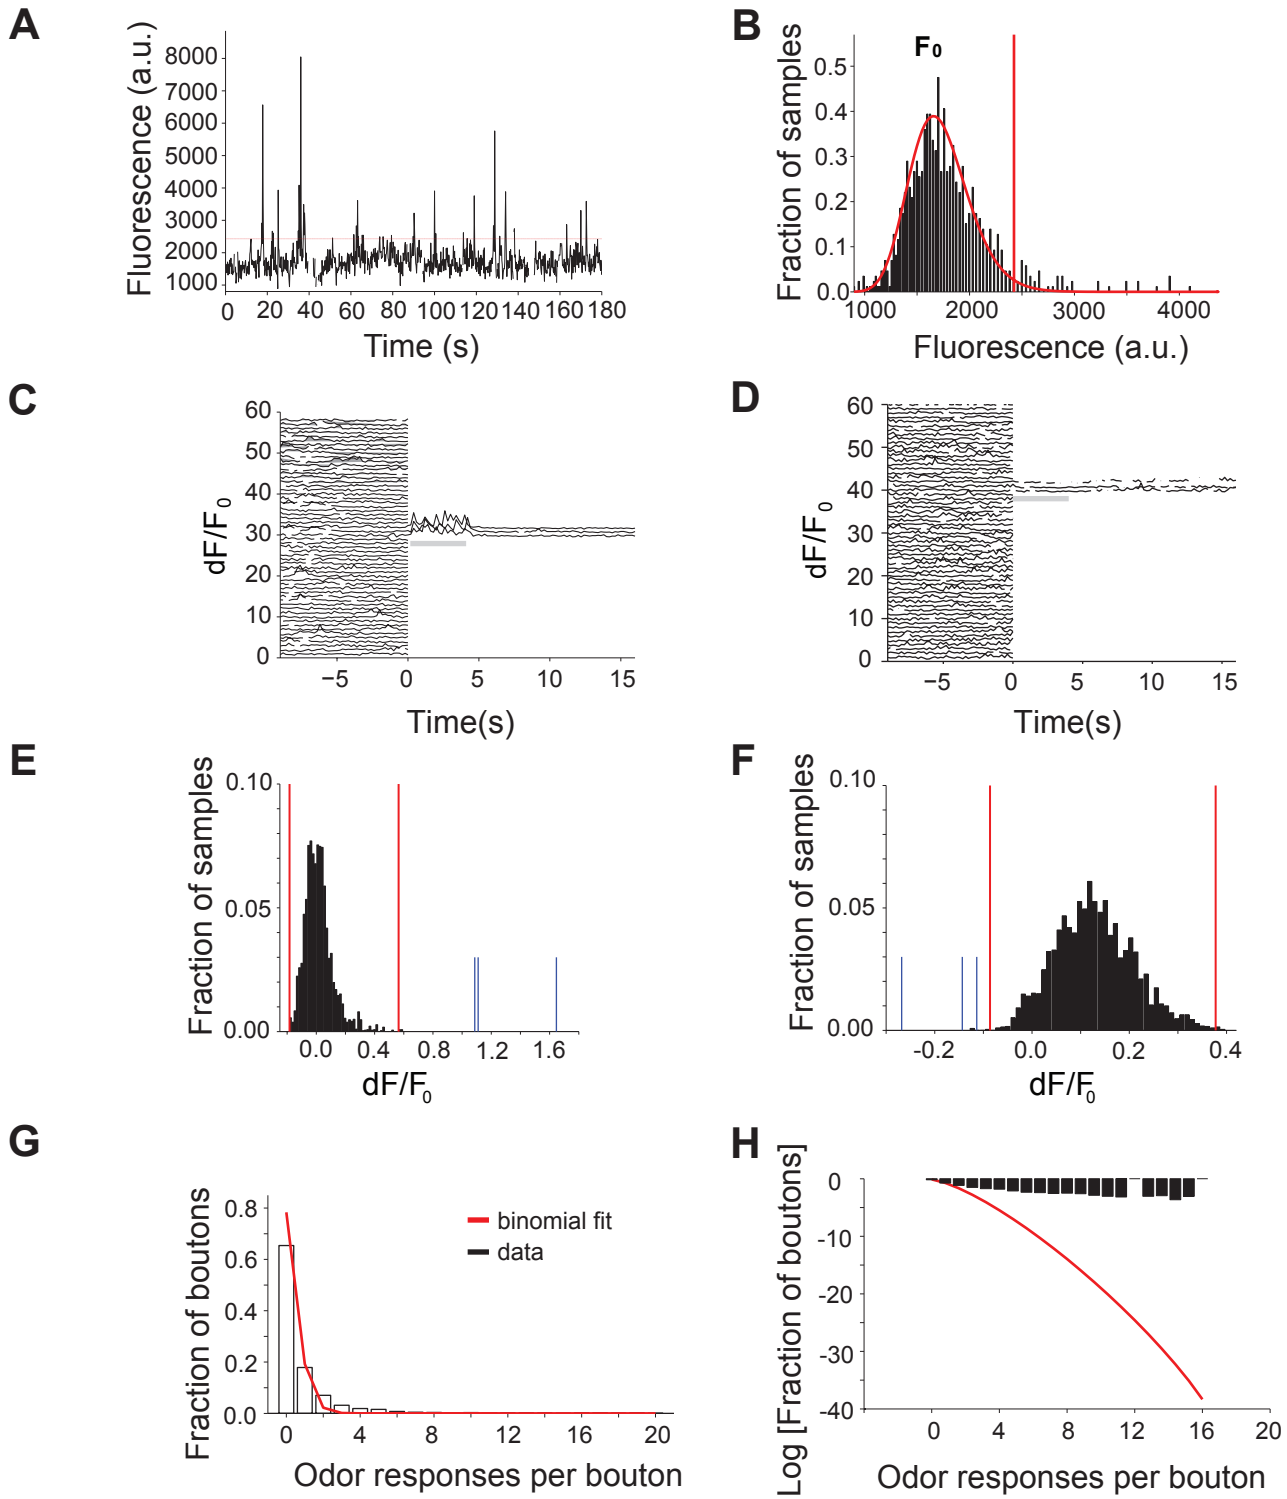 A
Fluorescence (a.u.)
8000
7000
6000
5000
4000
3000
2000
1000
0 20 40 60 80 100 120 140 160 180
Time (s)
B
F0
Fraction of samples
0.5
0.4
0.3
0.2
0.1
0.0
1000 2000 3000 4000
Fluorescence (a.u.)
C
dF/F0
60
50
40
30
20
10
0
−5 0 5 10 15
Time(s)
D
dF/F0
60
50
40
30
20
10
0
−5 0 5 10 15
Time(s)
E
Fraction of samples
0.10
0.05
0.00
0.0 0.4 0.8 1.2 1.6
dF/F0
F
Fraction of samples
0.10
0.05
0.00
-0.2 0.0 0.2 0.4
dF/F0
G
Fraction of boutons
0.8
0.6
0.4
0.2
0.0
binomial fit
data
0 4 8 12 16 20
Odor responses per bouton
H
Log [Fraction of boutons]
0
-10
-20
-30
-40
0 4 8 12 16 20
Odor responses per bouton